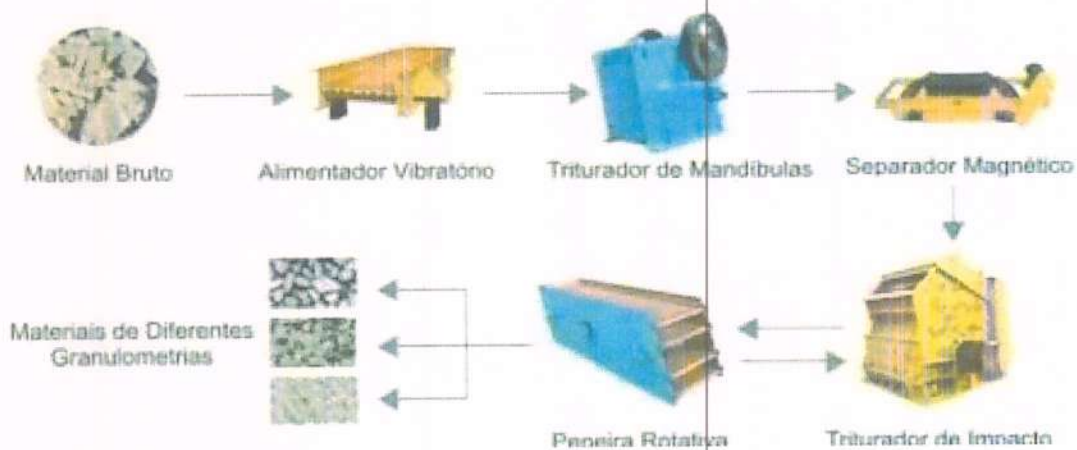 Material Bruto
Alimentador Vibratório
Triturador de Mandíbulas
Separador Magnético
Materiais de Diferentes
Granulometrias
Peneira Rotativa
Triturador de Impacto